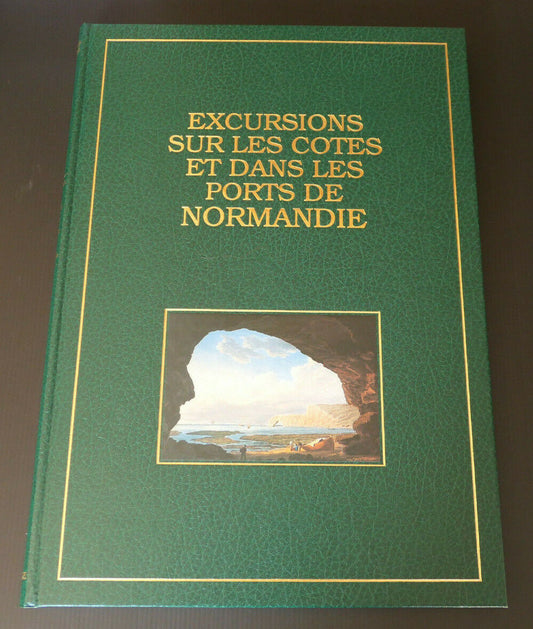 EXCURSIONS
SUR LES COTES
ET DANS LES
PORTS DE
NORMANDIE